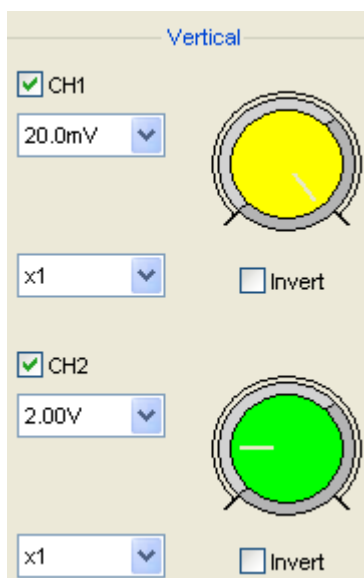 Vertical
CH1
20.0mV
x1
Invert
CH2
2.00V
x1
Invert